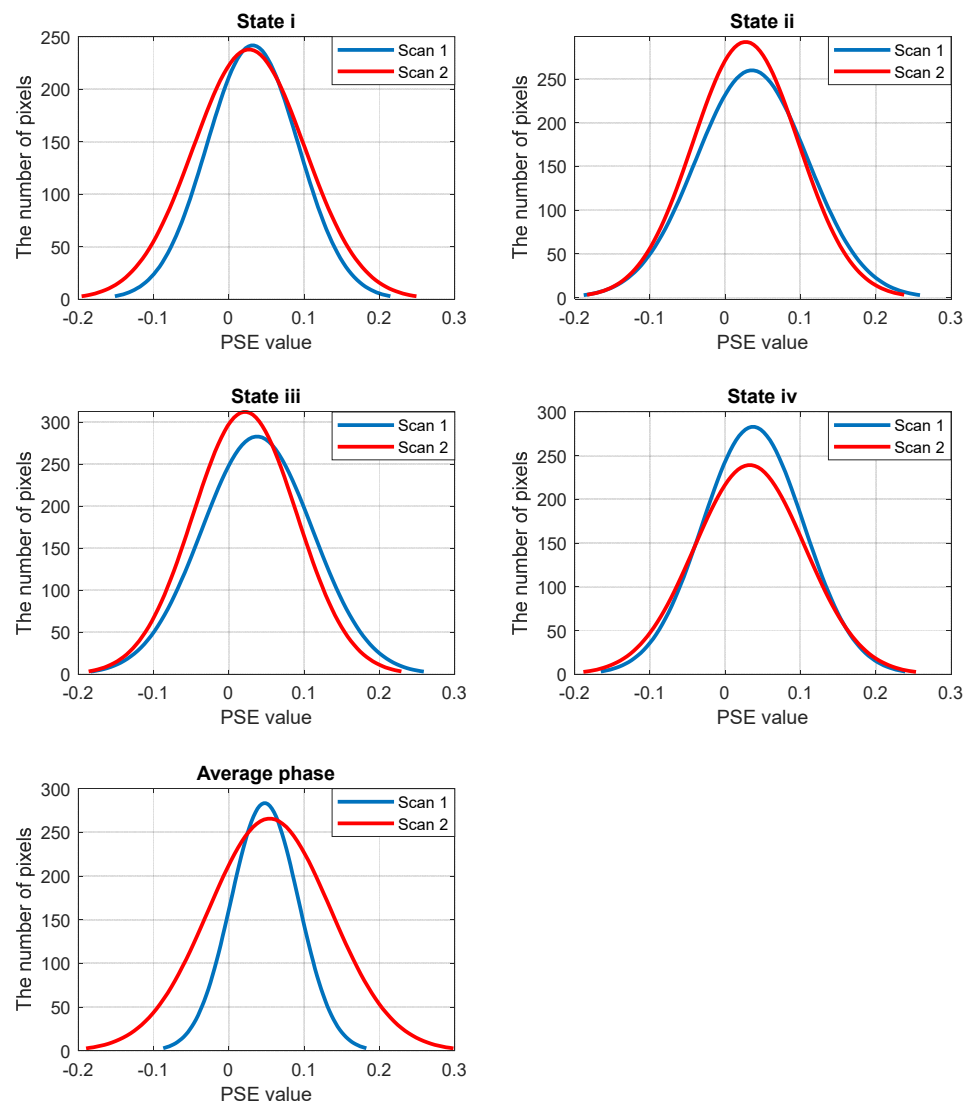 State i
250
200
150
100
50
0
-0.2
-0.1
0
0.1
0.2
0.3
The number of pixels
PSE value
Scan 1
Scan 2
State ii
250
200
150
100
50
0
-0.2
-0.1
0
0.1
0.2
0.3
The number of pixels
PSE value
Scan 1
Scan 2
State iii
300
250
200
150
100
50
0
-0.2
-0.1
0
0.1
0.2
0.3
The number of pixels
PSE value
Scan 1
Scan 2
State iv
300
250
200
150
100
50
0
-0.2
-0.1
0
0.1
0.2
0.3
The number of pixels
PSE value
Scan 1
Scan 2
Average phase
300
250
200
150
100
50
0
-0.2
-0.1
0
0.1
0.2
0.3
The number of pixels
PSE value
Scan 1
Scan 2